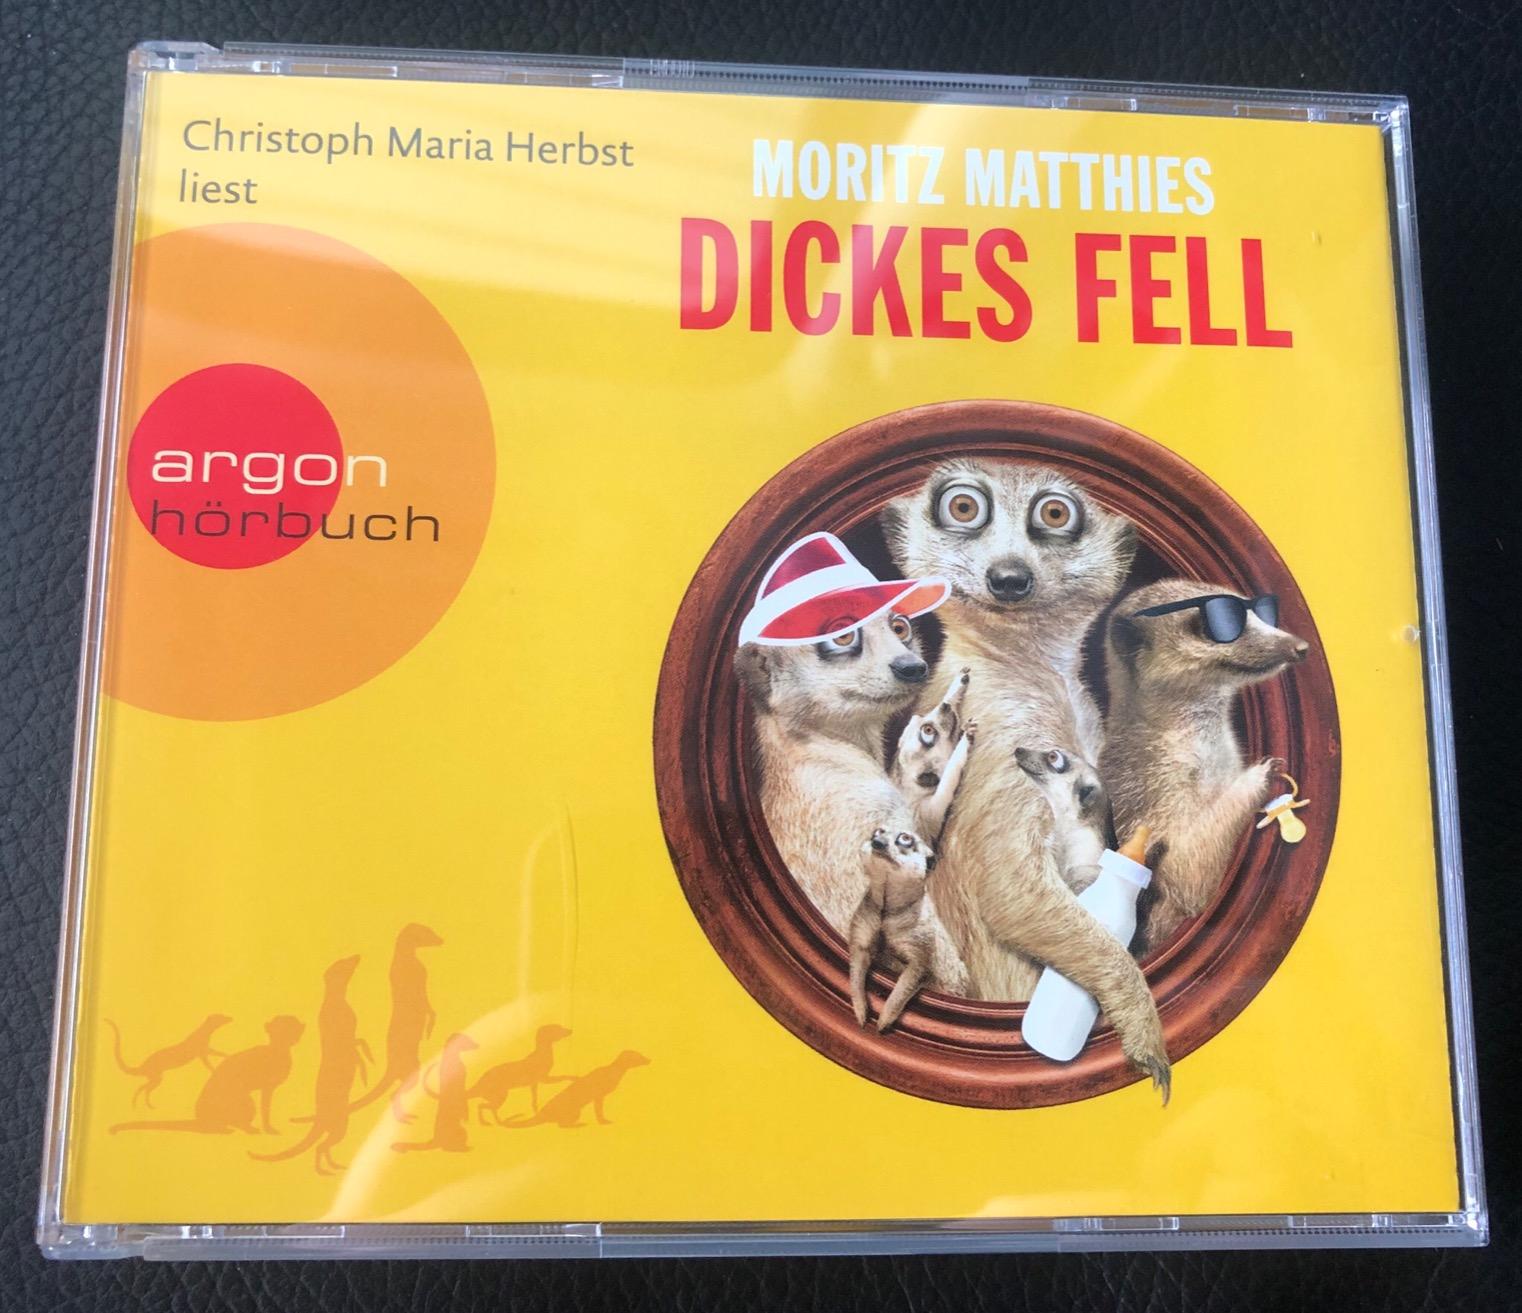 Christoph Maria Herbst
liest
MORITZ MATTHIES
DICKES FELL
argon
hörbuch